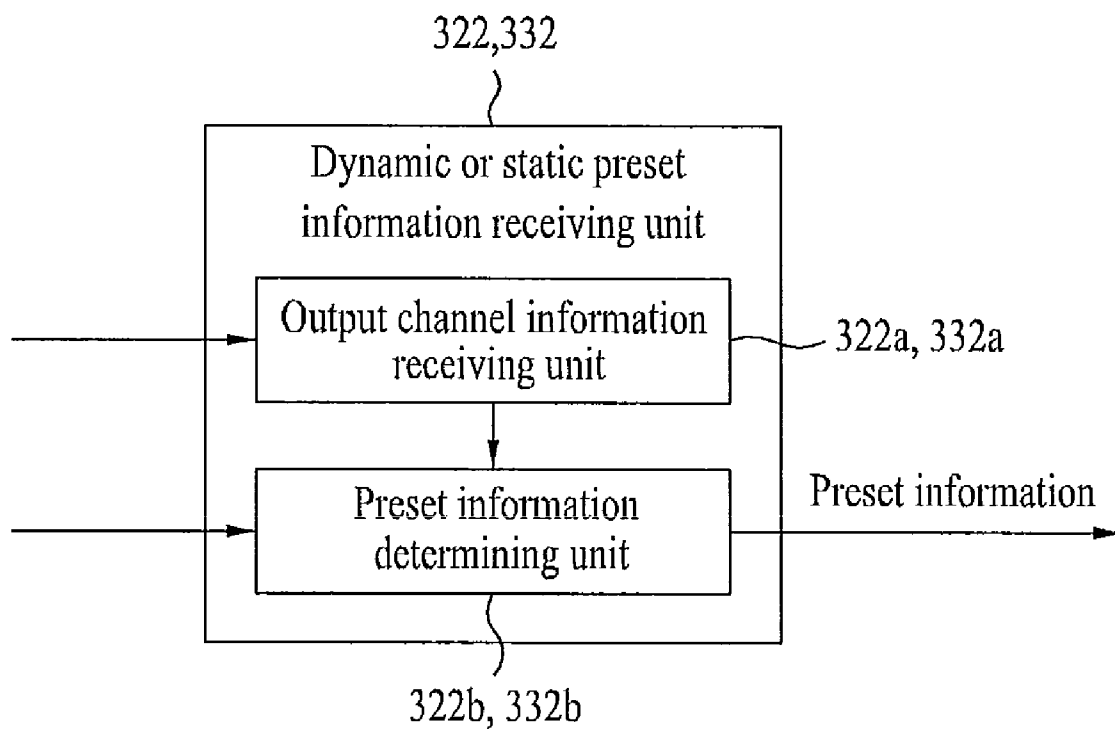 322,332
Dynamic or static preset
information receiving unit
Output channel information
receiving unit
322a, 332a
Preset information
determining unit
Preset information
322b, 332b